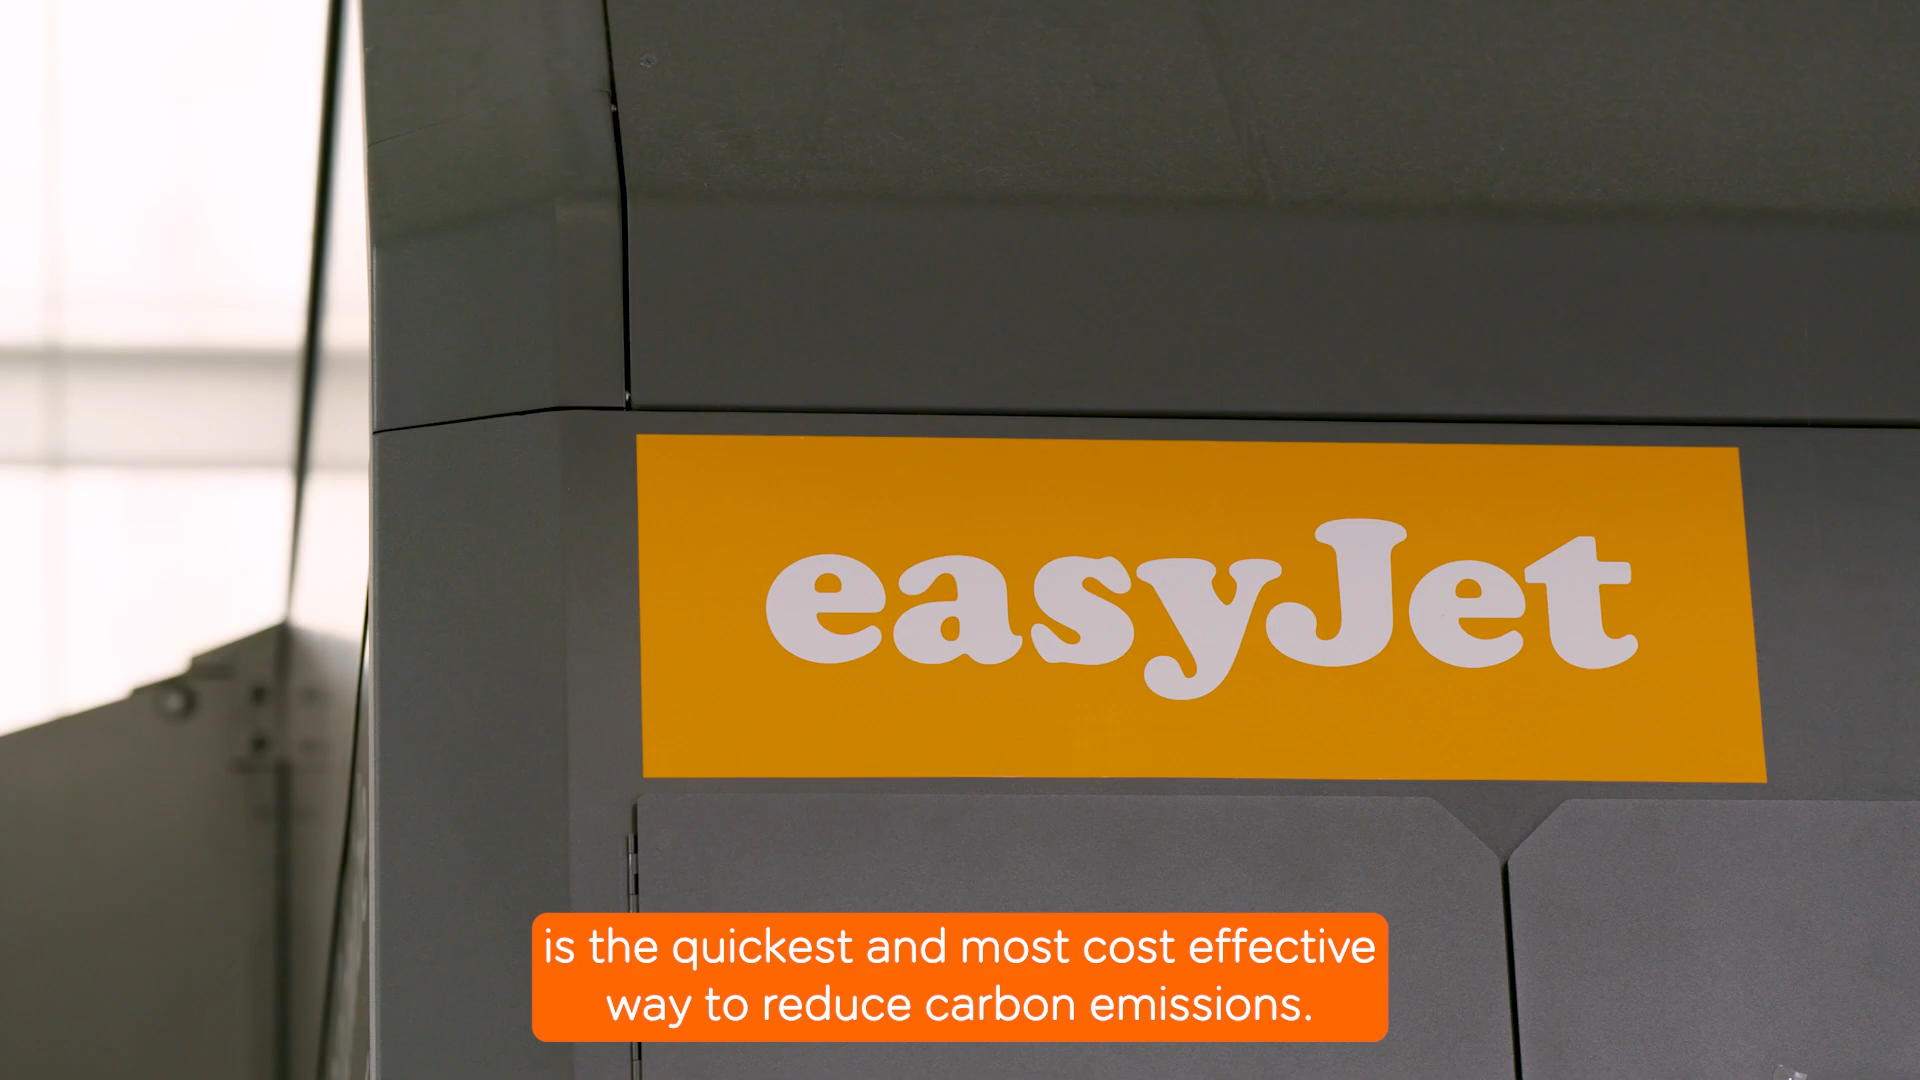 easyJet
is the quickest and most cost effective
way to reduce carbon emissions.